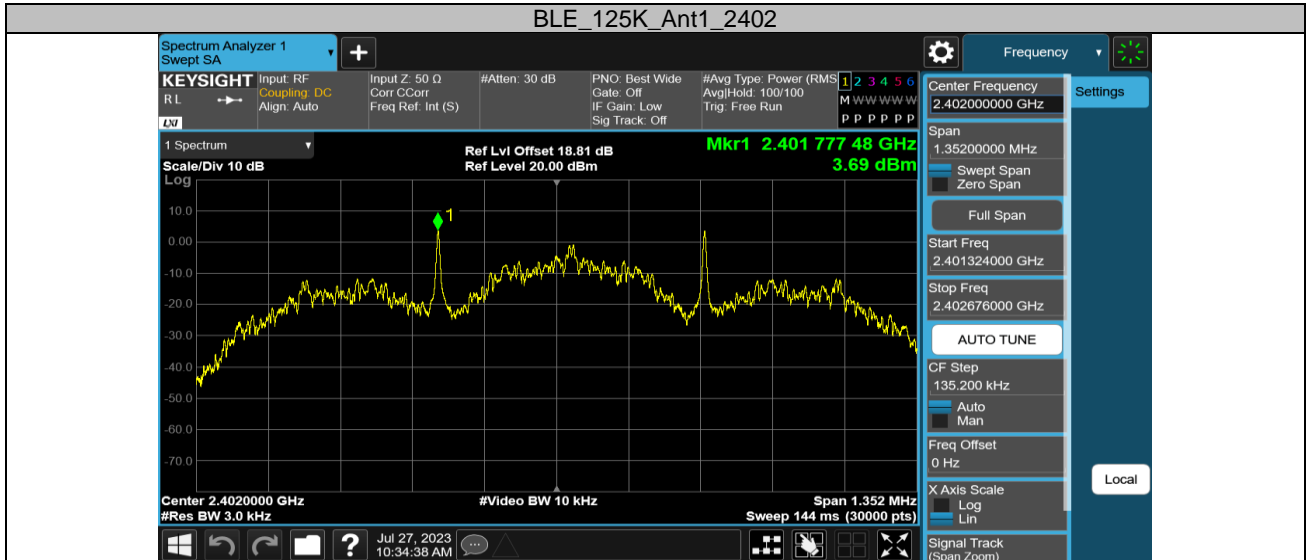 BLE_125K_Ant1_2402
Spectrum Analyzer 1
Swept SA
Frequency
KEYSIGHT
R L
LXI
Input: RF
Coupling: DC
Align: Auto
Input Z: 50 Ω
Corr CCorr
Freq Ref: Int (S)
#Atten: 30 dB
PNO: Best Wide
Gate: Off
IF Gain: Low
Sig Track: Off
#Avg Type: Power (RMS
Avg|Hold: 100/100
Trig: Free Run
1 2 3 4 5 6
M W W W W W
P P P P P P
1 Spectrum
Scale/Div 10 dB
Log
Ref Lvl Offset 18.81 dB
Ref Level 20.00 dBm
Mkr1 2.401 777 48 GHz
3.69 dBm
1
10.0
0.00
-10.0
-20.0
-30.0
-40.0
-50.0
-60.0
-70.0
Center 2.4020000 GHz
#Res BW 3.0 kHz
#Video BW 10 kHz
Span 1.352 MHz
Sweep 144 ms (30000 pts)
Center Frequency
2.402000000 GHz
Span
1.35200000 MHz
Swept Span
Zero Span
Full Span
Start Freq
2.401324000 GHz
Stop Freq
2.402676000 GHz
AUTO TUNE
CF Step
135.200 kHz
Auto
Man
Freq Offset
0 Hz
X Axis Scale
Log
Lin
Signal Track
(Span Zoom)
Settings
Local
?
Jul 27, 2023
10:34:38 AM